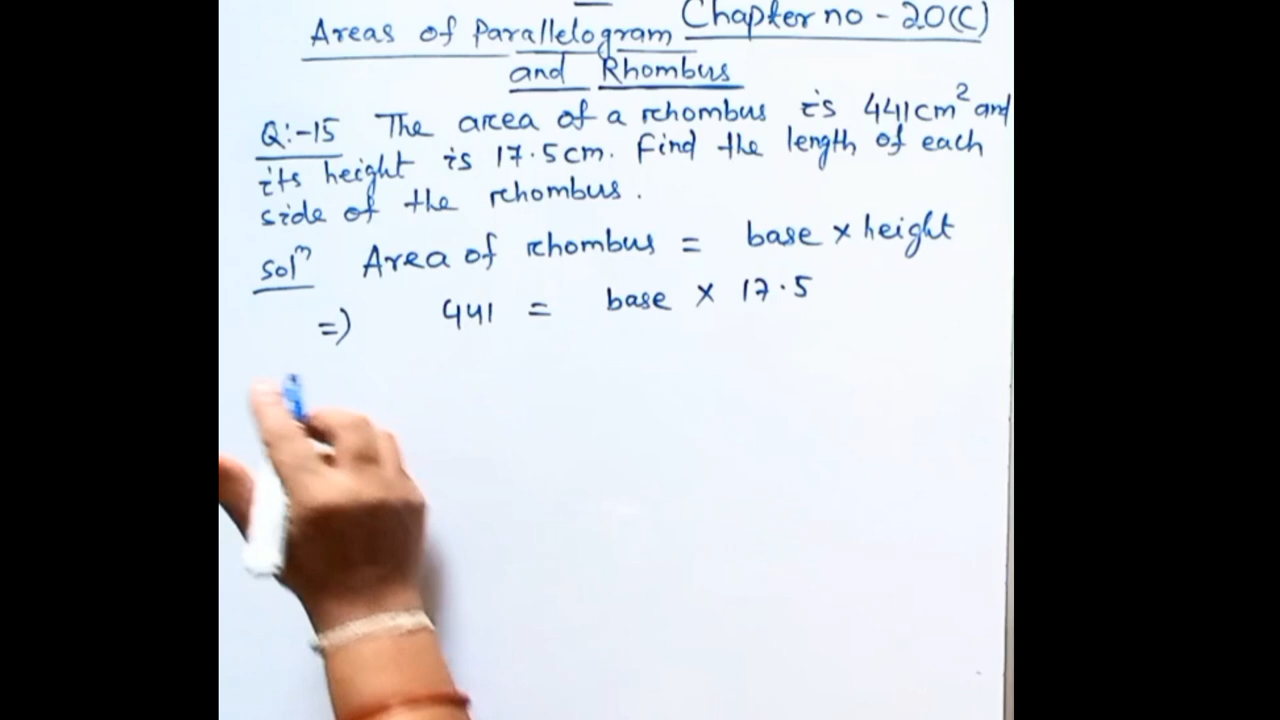 Areas of Parallelogram Chapter no - 20(C)
and Rhombus
Q:-15 The area of a rhombus is 441cm² and
its height is 17.5cm. Find the length of each
side of the rhombus.
Solⁿ Area of rhombus = base × height
=) 441 = base × 17.5